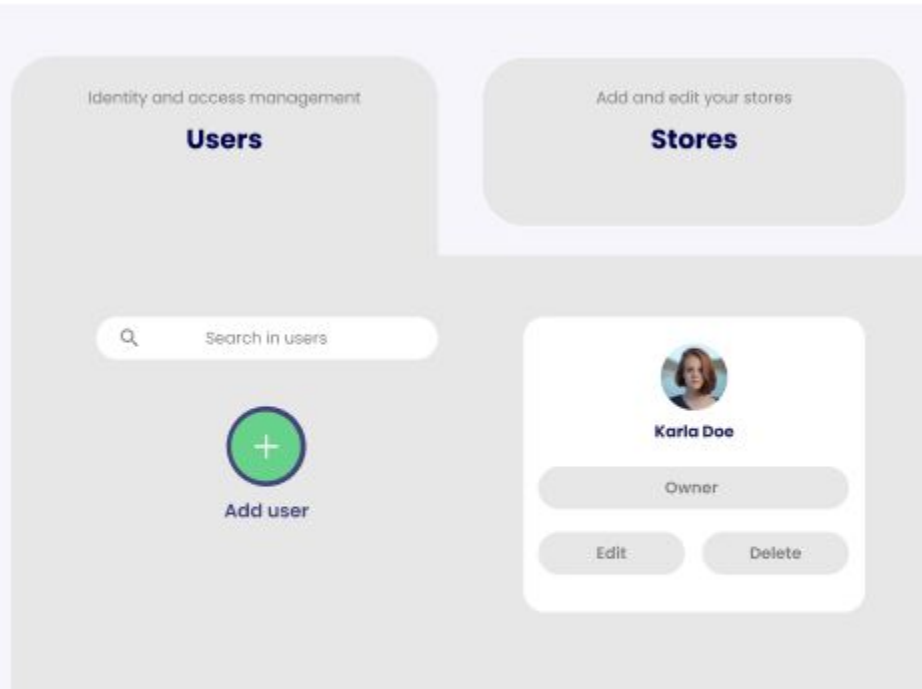 Identity and access management
Users
Add and edit your stores
Stores
Search in users
Add user
Karla Doe
Owner
Edit
Delete